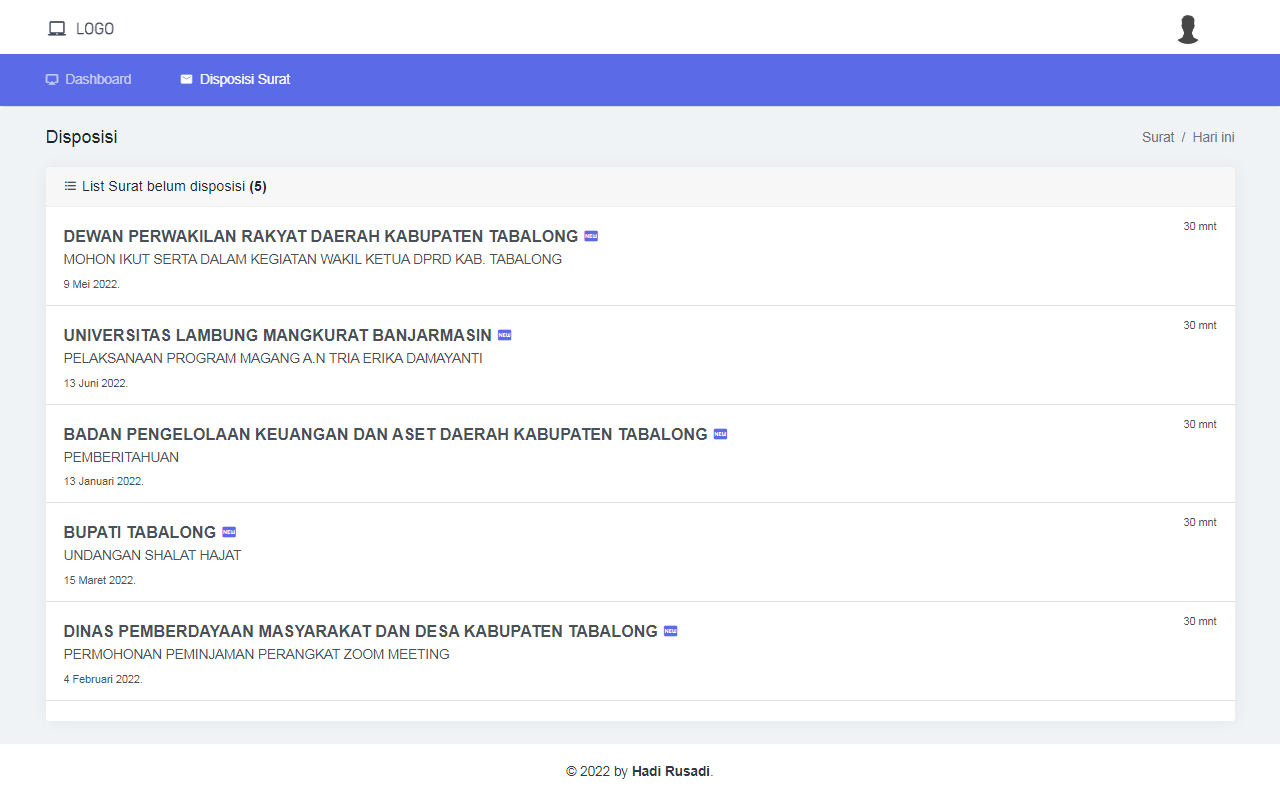 LOGO
Dashboard Disposisi Surat
Disposisi
Surat / Hari ini
List Surat belum disposisi (5)
DEWAN PERWAKILAN RAKYAT DAERAH KABUPATEN TABALONG NEW
30 mnt
MOHON IKUT SERTA DALAM KEGIATAN WAKIL KETUA DPRD KAB. TABALONG
9 Mei 2022.
UNIVERSITAS LAMBUNG MANGKURAT BANJARMASIN NEW
30 mnt
PELAKSANAAN PROGRAM MAGANG A.N TRIA ERIKA DAMAYANTI
13 Juni 2022.
BADAN PENGELOLAAN KEUANGAN DAN ASET DAERAH KABUPATEN TABALONG NEW
30 mnt
PEMBERITAHUAN
13 Januari 2022.
BUPATI TABALONG NEW
30 mnt
UNDANGAN SHALAT HAJAT
15 Maret 2022.
DINAS PEMBERDAYAAN MASYARAKAT DAN DESA KABUPATEN TABALONG NEW
30 mnt
PERMOHONAN PEMINJAMAN PERANGKAT ZOOM MEETING
4 Februari 2022.
© 2022 by Hadi Rusadi.